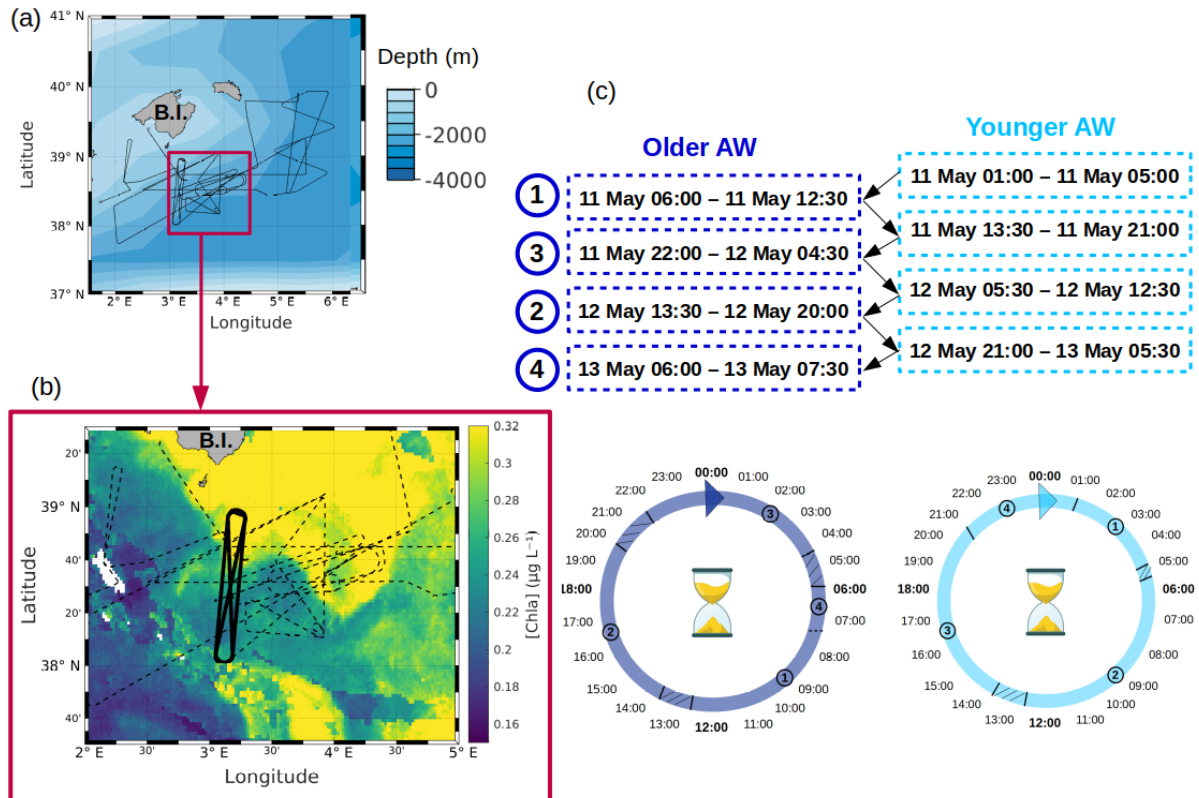 (a)
41° N
40° N
39° N
38° N
37° N
Latitude
B.I.
2° E
3° E
4° E
5° E
6° E
Longitude
Depth (m)
0
-2000
-4000
(b)
B.I.
20'
39° N
40'
20'
38° N
40'
Latitude
2° E
30'
3° E
30'
4° E
30'
5° E
Longitude
0.32
0.3
0.28
0.26
0.24
0.22
0.2
0.18
0.16
[Chla] (µg L⁻¹)
(c)
Older AW
Younger AW
1
11 May 06:00 – 11 May 12:30
3
11 May 22:00 – 12 May 04:30
2
12 May 13:30 – 12 May 20:00
4
13 May 06:00 – 13 May 07:30
11 May 01:00 – 11 May 05:00
11 May 13:30 – 11 May 21:00
12 May 05:30 – 12 May 12:30
12 May 21:00 – 13 May 05:30
00:00
01:00
02:00
03:00
04:00
05:00
06:00
07:00
08:00
09:00
10:00
11:00
12:00
13:00
14:00
15:00
16:00
17:00
18:00
19:00
20:00
21:00
22:00
23:00
3
4
1
2
00:00
01:00
02:00
03:00
04:00
05:00
06:00
07:00
08:00
09:00
10:00
11:00
12:00
13:00
14:00
15:00
16:00
17:00
18:00
19:00
20:00
21:00
22:00
23:00
1
2
3
4